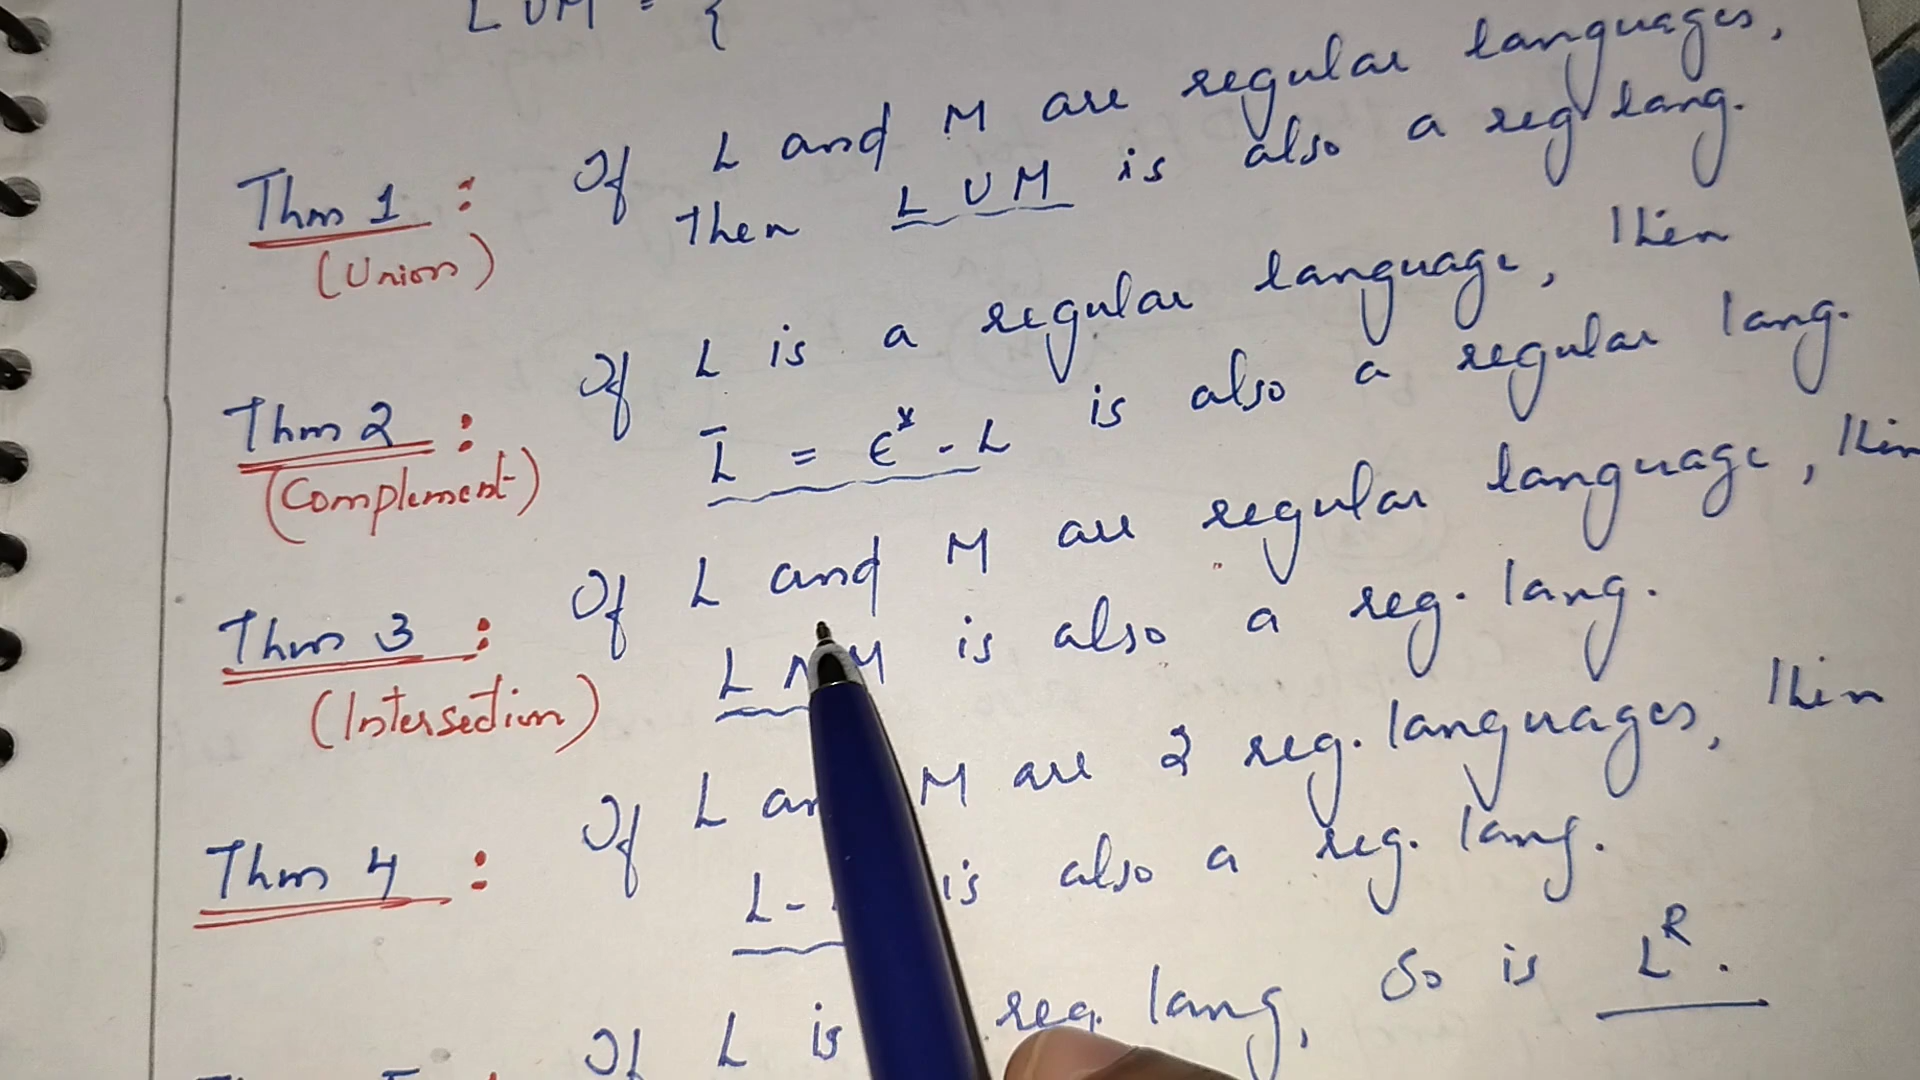 L U M = {
Thm 1 : If L and M are regular languages,
(Union) then L U M is also a reg lang.
Thm 2 : If L is a regular language, then
(Complement) L̄ = ϵ* - L is also a regular lang.
Thm 3 : If L and M are regular language, then
(Intersection) L ∩ M is also a reg. lang.
Thm 4 : If L M are 2 reg. languages, then
L - is also a reg. lang.
If L is reg. lang, so is Lᴿ.